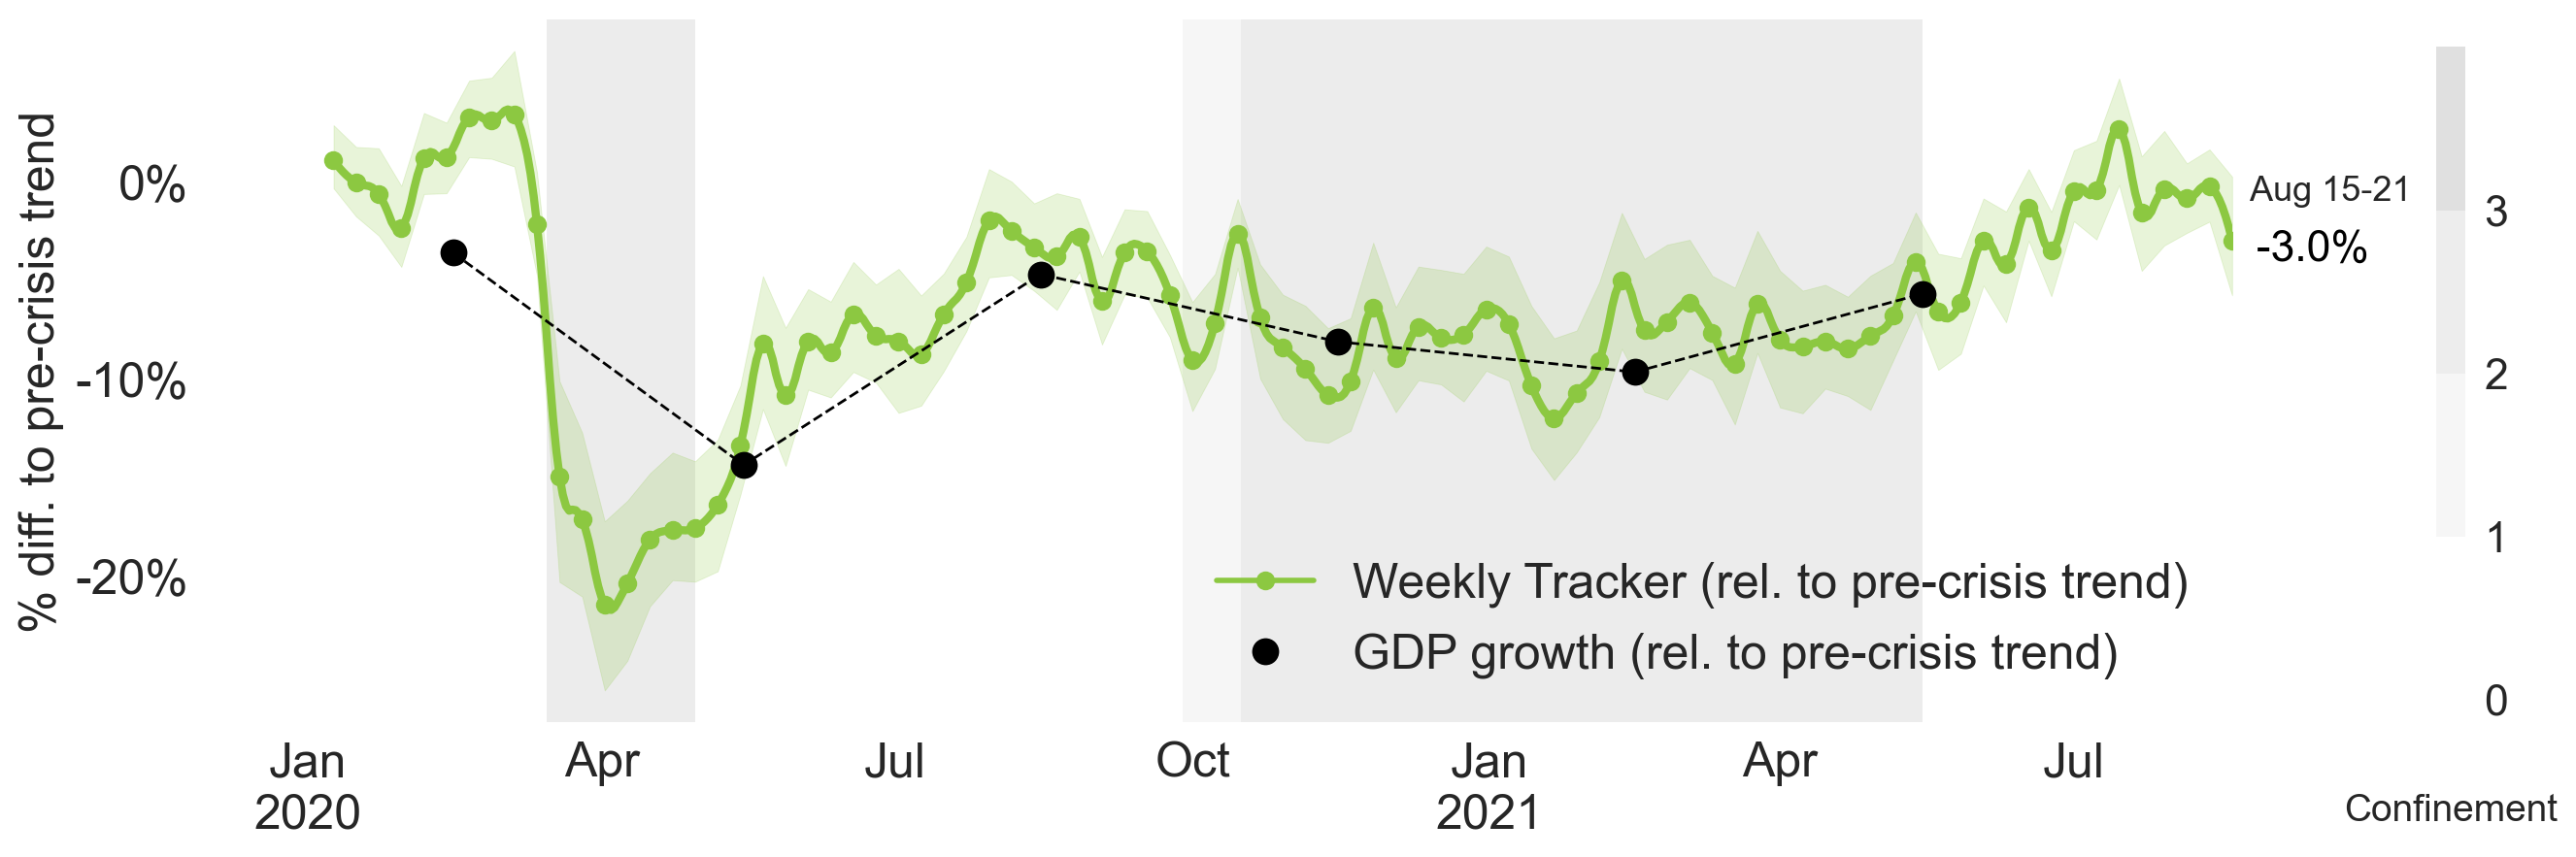 % diff. to pre-crisis trend
0%
-10%
-20%
Aug 15-21
-3.0%
3
2
1
0
Weekly Tracker (rel. to pre-crisis trend)
GDP growth (rel. to pre-crisis trend)
Jan
2020
Apr
Jul
Oct
Jan
2021
Apr
Jul
Confinement